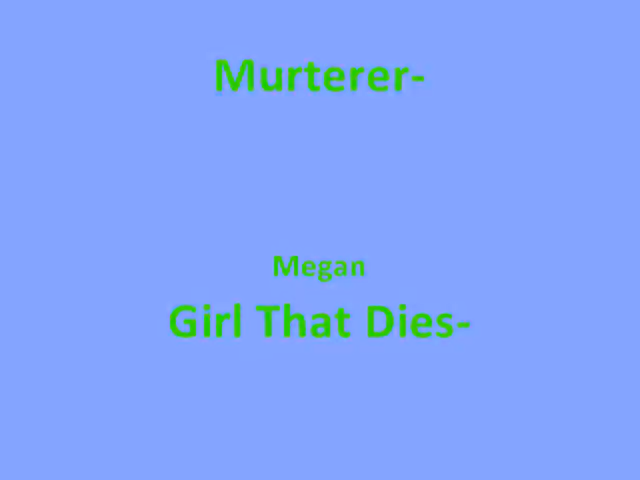 Murterer-
Megan
Girl That Dies-